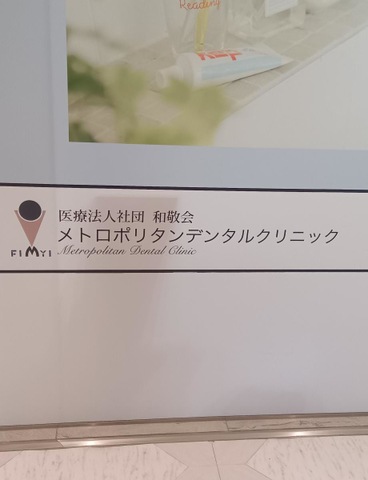 Reading
医療法人社団 和敬会
メトロポリタンデンタルクリニック
FIMYI Metropolitan Dental Clinic